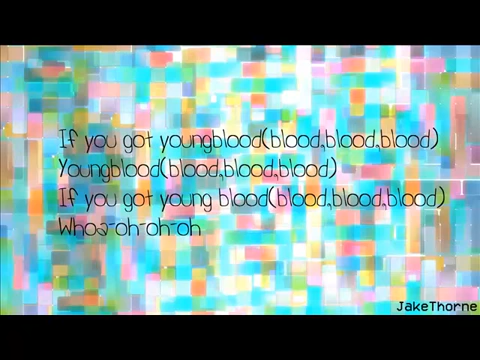 If you got youngblood(blood,blood,blood)
Youngblood(blood,blood,blood)
If you got young blood(blood,blood,blood)
Whoa-oh-oh-oh
JakeThorne